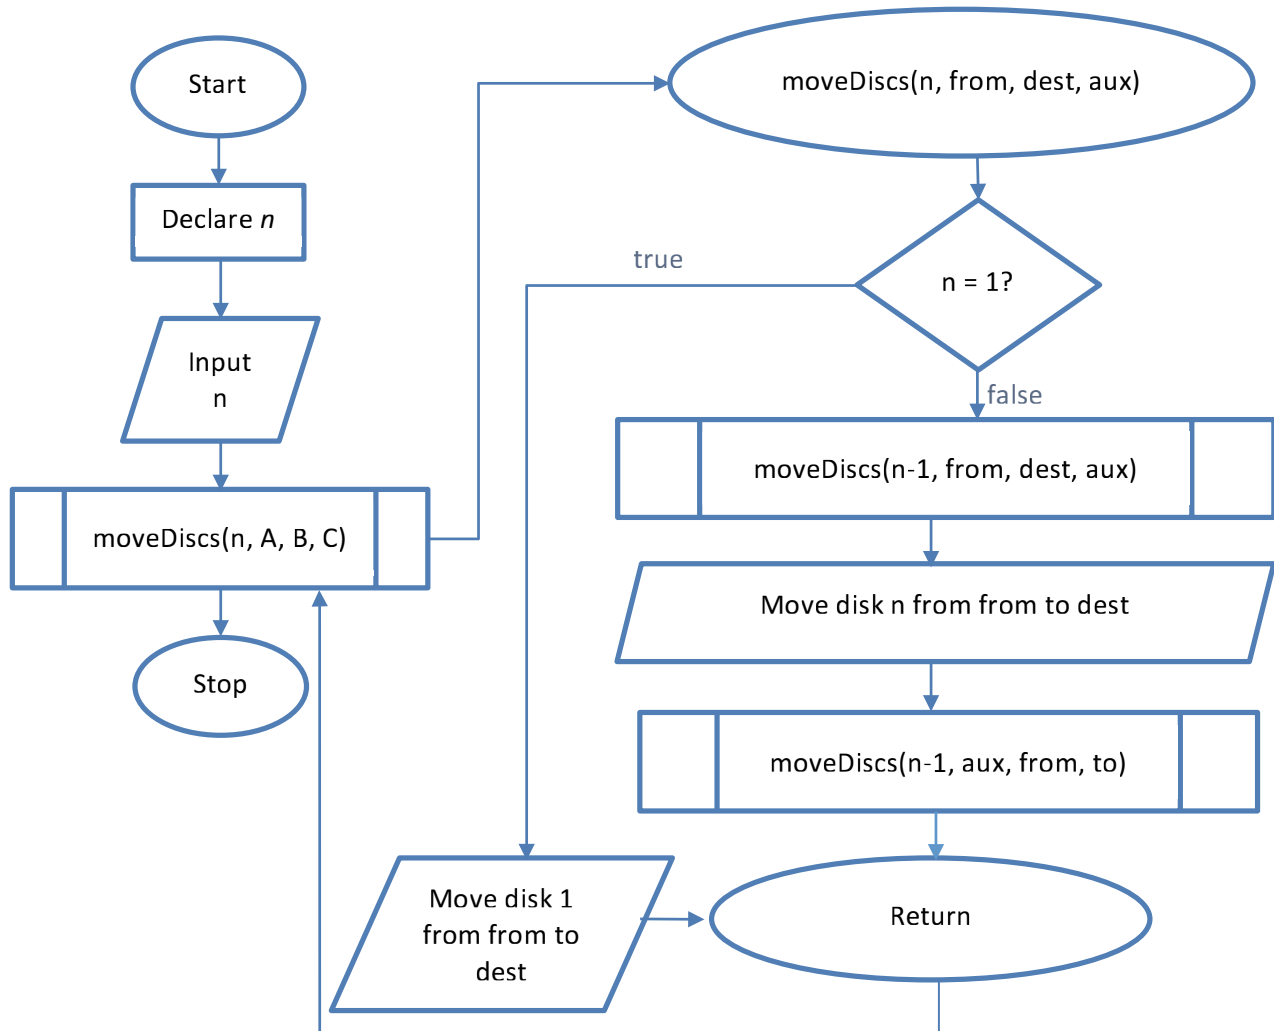 Start
Declare n
Input
n
moveDiscs(n, A, B, C)
Stop
moveDiscs(n, from, dest, aux)
n = 1?
true
false
moveDiscs(n-1, from, dest, aux)
Move disk n from from to dest
moveDiscs(n-1, aux, from, to)
Move disk 1
from from to
dest
Return